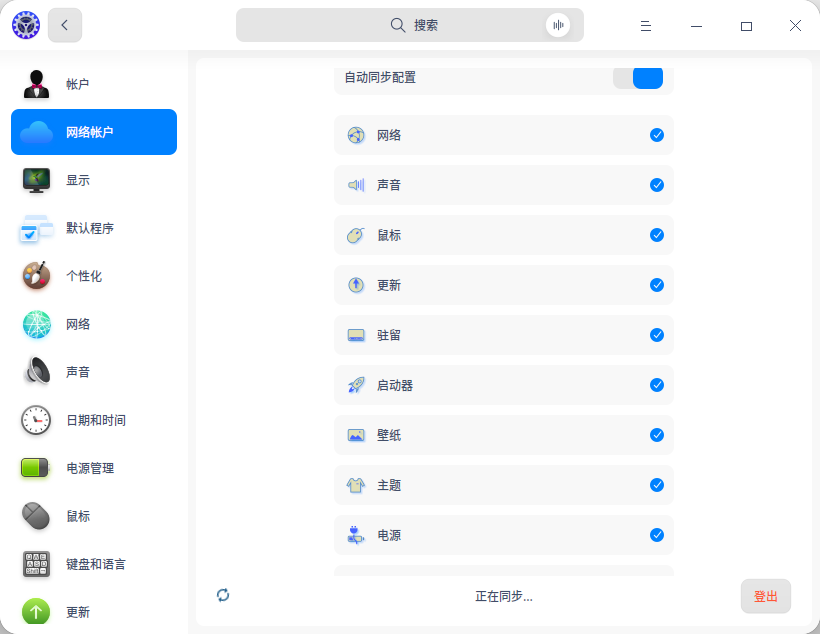 搜索
帐户
网络帐户
显示
默认程序
个性化
网络
声音
日期和时间
电源管理
鼠标
键盘和语言
更新
自动同步配置
网络
声音
鼠标
更新
驻留
启动器
壁纸
主题
电源
正在同步...
登出